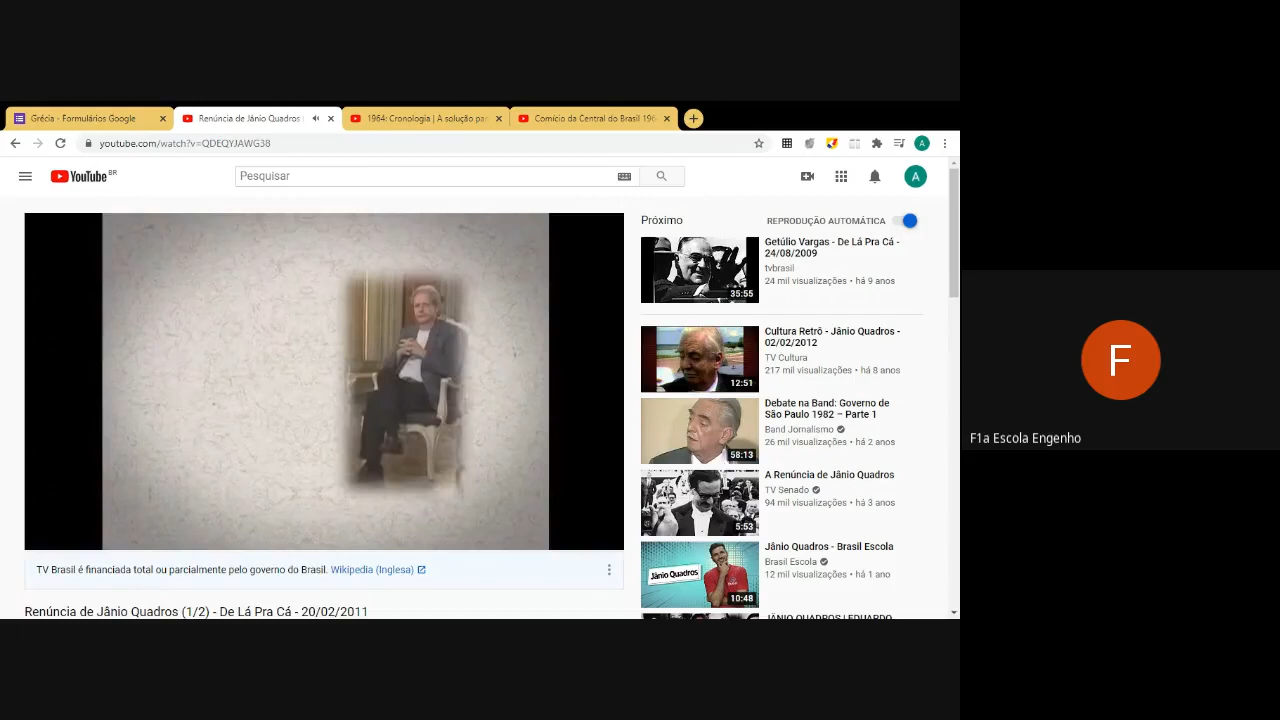 Grécia - Formulários Google
Renúncia de Jânio Quadros
1964: Cronologia | A solução par
Comício da Central do Brasil 196
youtube.com/watch?v=QDEQYJAWG38
A
YouTube BR
Pesquisar
A
Próximo
REPRODUÇÃO AUTOMÁTICA
Getúlio Vargas - De Lá Pra Cá -
24/08/2009
tvbrasil
24 mil visualizações • há 9 anos
35:55
Cultura Retrô - Jânio Quadros -
02/02/2012
TV Cultura
217 mil visualizações • há 8 anos
12:51
Debate na Band: Governo de
São Paulo 1982 – Parte 1
Band Jornalismo
26 mil visualizações • há 2 anos
58:13
A Renúncia de Jânio Quadros
TV Senado
94 mil visualizações • há 3 anos
5:53
Jânio Quadros - Brasil Escola
Brasil Escola
12 mil visualizações • há 1 ano
Jânio Quadros
10:48
JÂNIO QUADROS | EDUARDO
TV Brasil é financiada total ou parcialmente pelo governo do Brasil. Wikipedia (Inglesa)
Renúncia de Jânio Quadros (1/2) - De Lá Pra Cá - 20/02/2011
F
F1a Escola Engenho